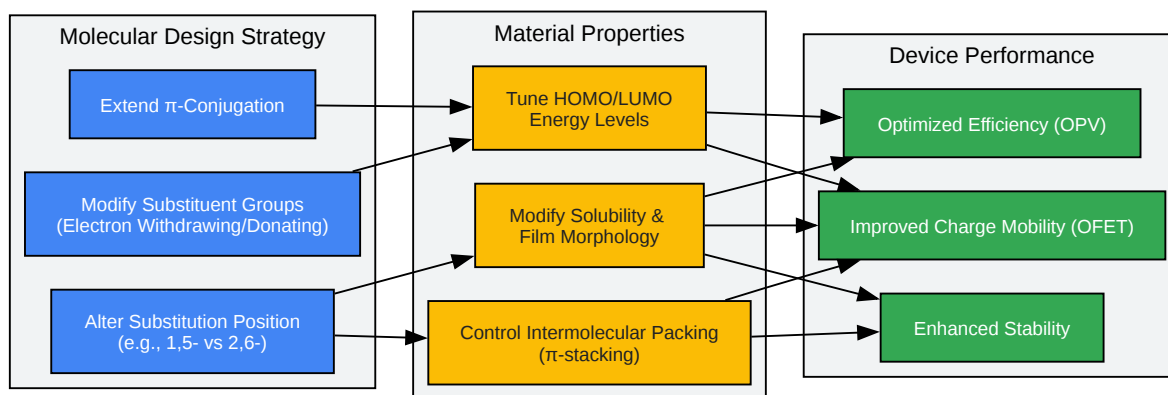 Molecular Design Strategy
Extend π-Conjugation
Modify Substituent Groups
(Electron Withdrawing/Donating)
Alter Substitution Position
(e.g., 1,5- vs 2,6-)
Material Properties
Tune HOMO/LUMO
Energy Levels
Modify Solubility &
Film Morphology
Control Intermolecular Packing
(π-stacking)
Device Performance
Optimized Efficiency (OPV)
Improved Charge Mobility (OFET)
Enhanced Stability